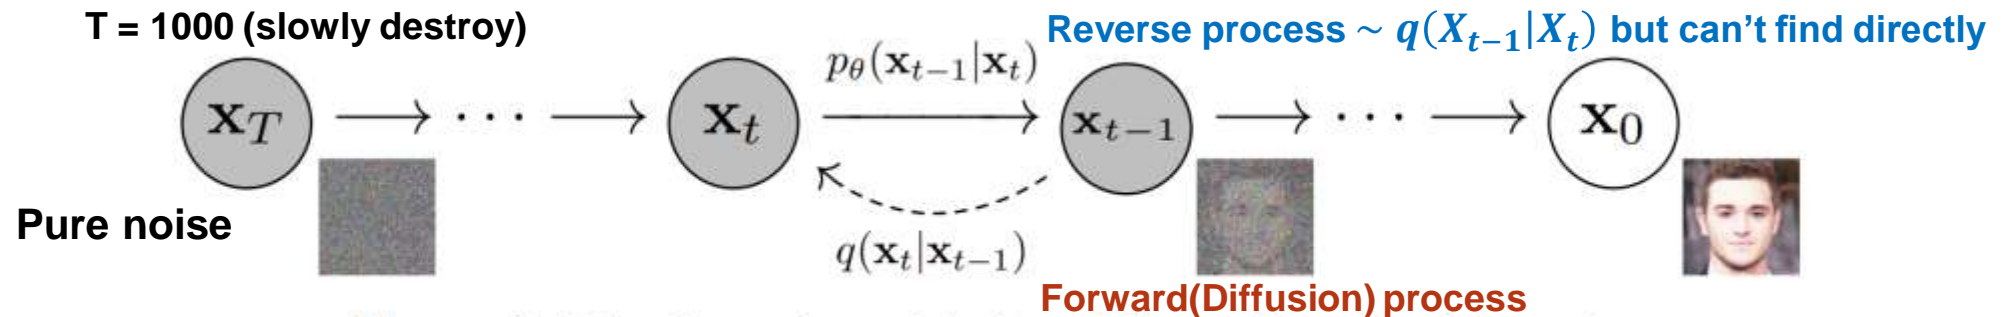 T = 1000 (slowly destroy)
Reverse process ~ q(X_{t-1}|X_t) but can't find directly
p_θ(x_{t-1}|x_t)
x_T → ··· → x_t → x_{t-1} → ··· → x_0
Pure noise
q(x_t|x_{t-1})
Forward(Diffusion) process